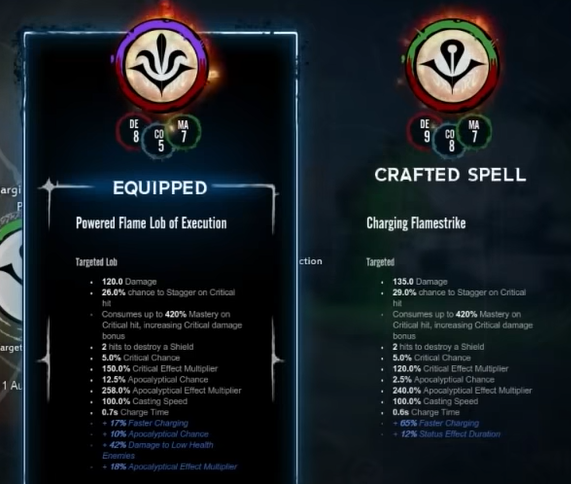 DE
8
CO
5
MA
7
EQUIPPED
Powered Flame Lob of Execution
Targeted Lob
120.0 Damage
26.0% chance to Stagger on Critical
hit
Consumes up to 420% Mastery on
Critical hit, increasing Critical damage
bonus
2 hits to destroy a Shield
5.0% Critical Chance
150.0% Critical Effect Multiplier
12.5% Apocalyptical Chance
258.0% Apocalyptical Effect Multiplier
100.0% Casting Speed
0.7s Charge Time
+ 17% Faster Charging
+ 10% Apocalyptical Chance
+ 42% Damage to Low Health
Enemies
+ 18% Apocalyptical Effect Multiplier
DE
9
CO
8
MA
7
CRAFTED SPELL
Charging Flamestrike
Targeted
135.0 Damage
29.0% chance to Stagger on Critical
hit
Consumes up to 420% Mastery on
Critical hit, increasing Critical damage
bonus
2 hits to destroy a Shield
5.0% Critical Chance
120.0% Critical Effect Multiplier
2.5% Apocalyptical Chance
240.0% Apocalyptical Effect Multiplier
100.0% Casting Speed
0.6s Charge Time
+ 65% Faster Charging
+ 12% Status Effect Duration
argi
P
arget
1 Au
ction